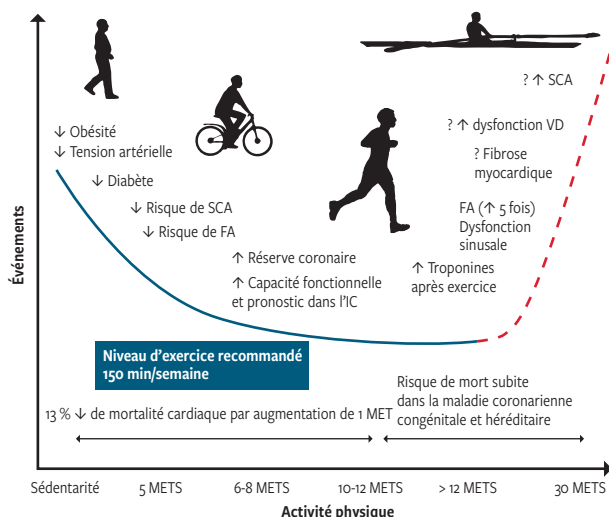 ? ↑ SCA
↓ Obésité
↓ Tension artérielle
? ↑ dysfonction VD
? Fibrose
myocardique
↓ Diabète
↓ Risque de SCA
↓ Risque de FA
FA (↑ 5 fois)
Dysfonction
sinusale
↑ Réserve coronaire
↑ Capacité fonctionnelle
et pronostic dans l'IC
↑ Troponines
après exercice
Événements
Niveau d'exercice recommandé
150 min/semaine
Risque de mort subite
dans la maladie coronarienne
congénitale et héréditaire
13 % ↓ de mortalité cardiaque par augmentation de 1 MET
Sédentarité
5 METS
6-8 METS
10-12 METS
> 12 METS
30 METS
Activité physique